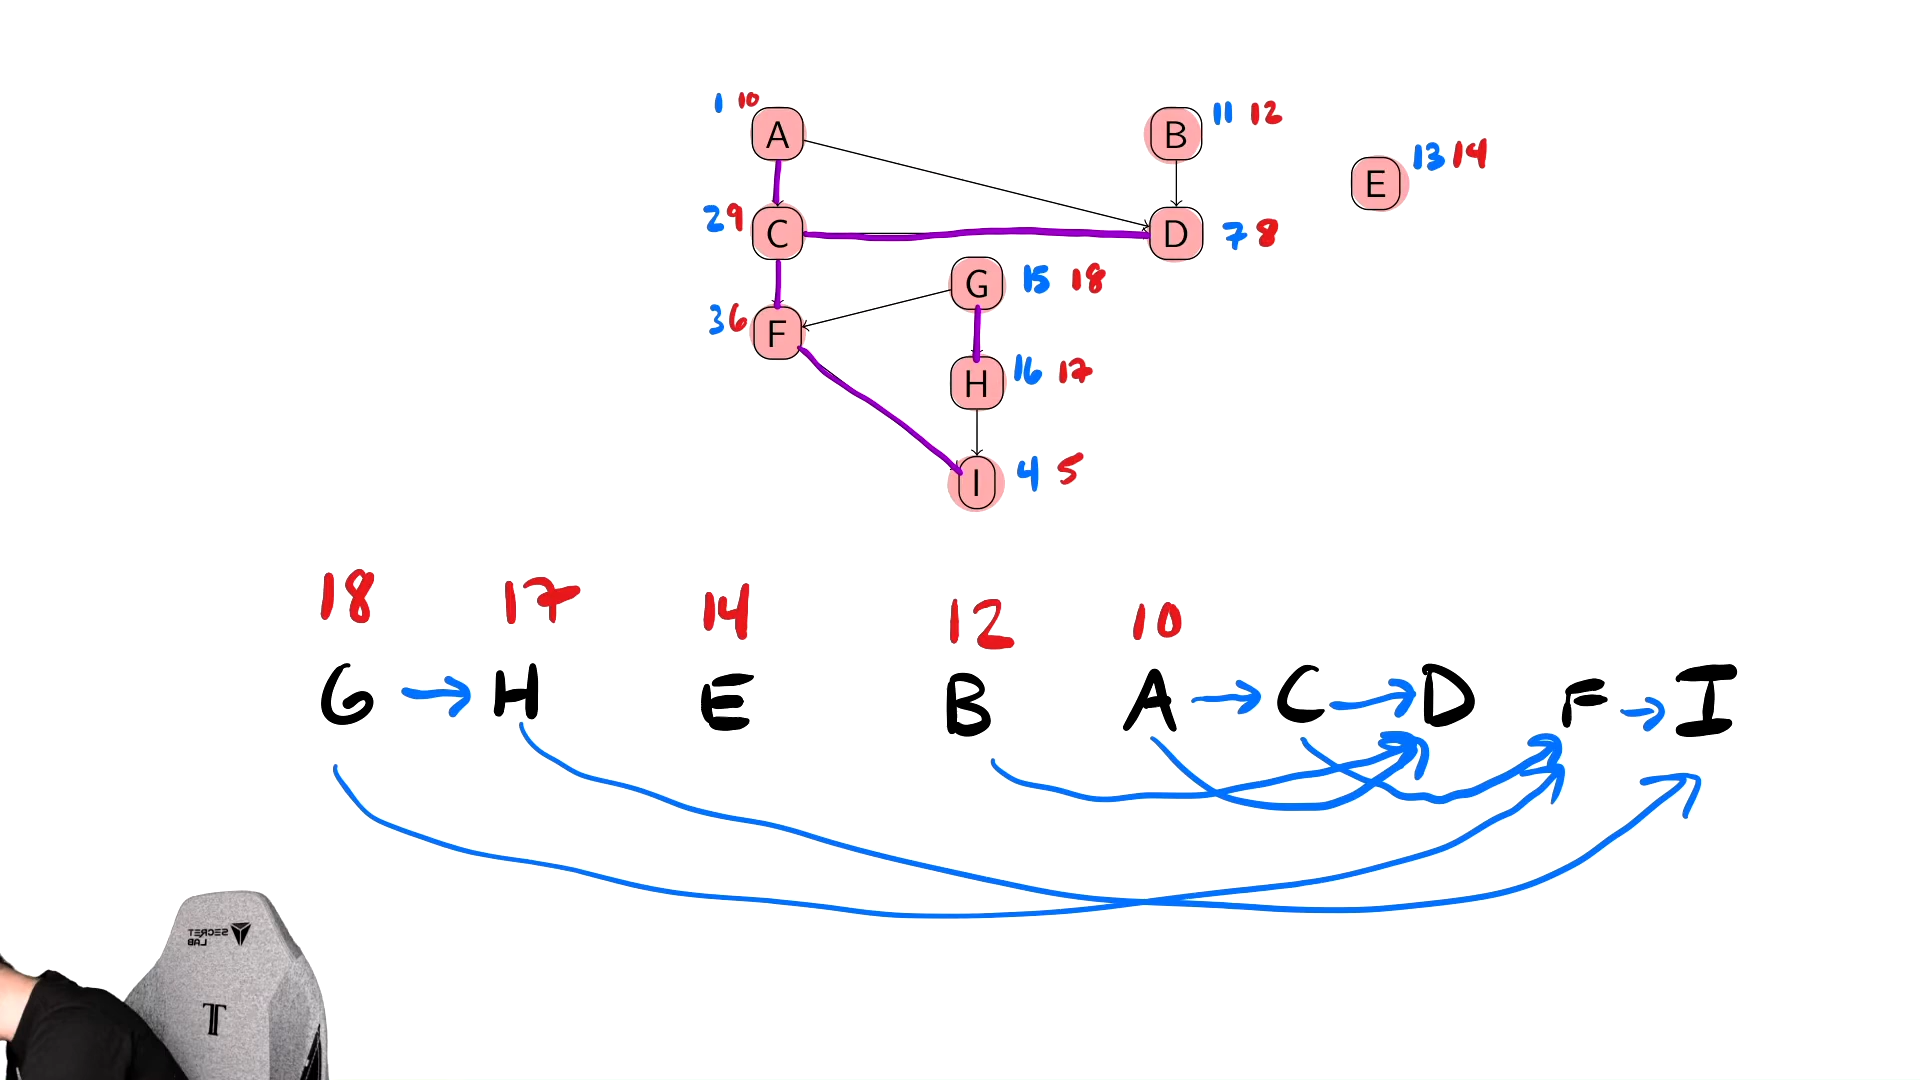 1 10
A
B
11 12
E
13 14
2 9
C
D
7 8
G
15 18
3 6
F
H
16 17
I
4 5
18 17 14 12 10
G → H E B A → C → D F → I
SECRET
LAB
T